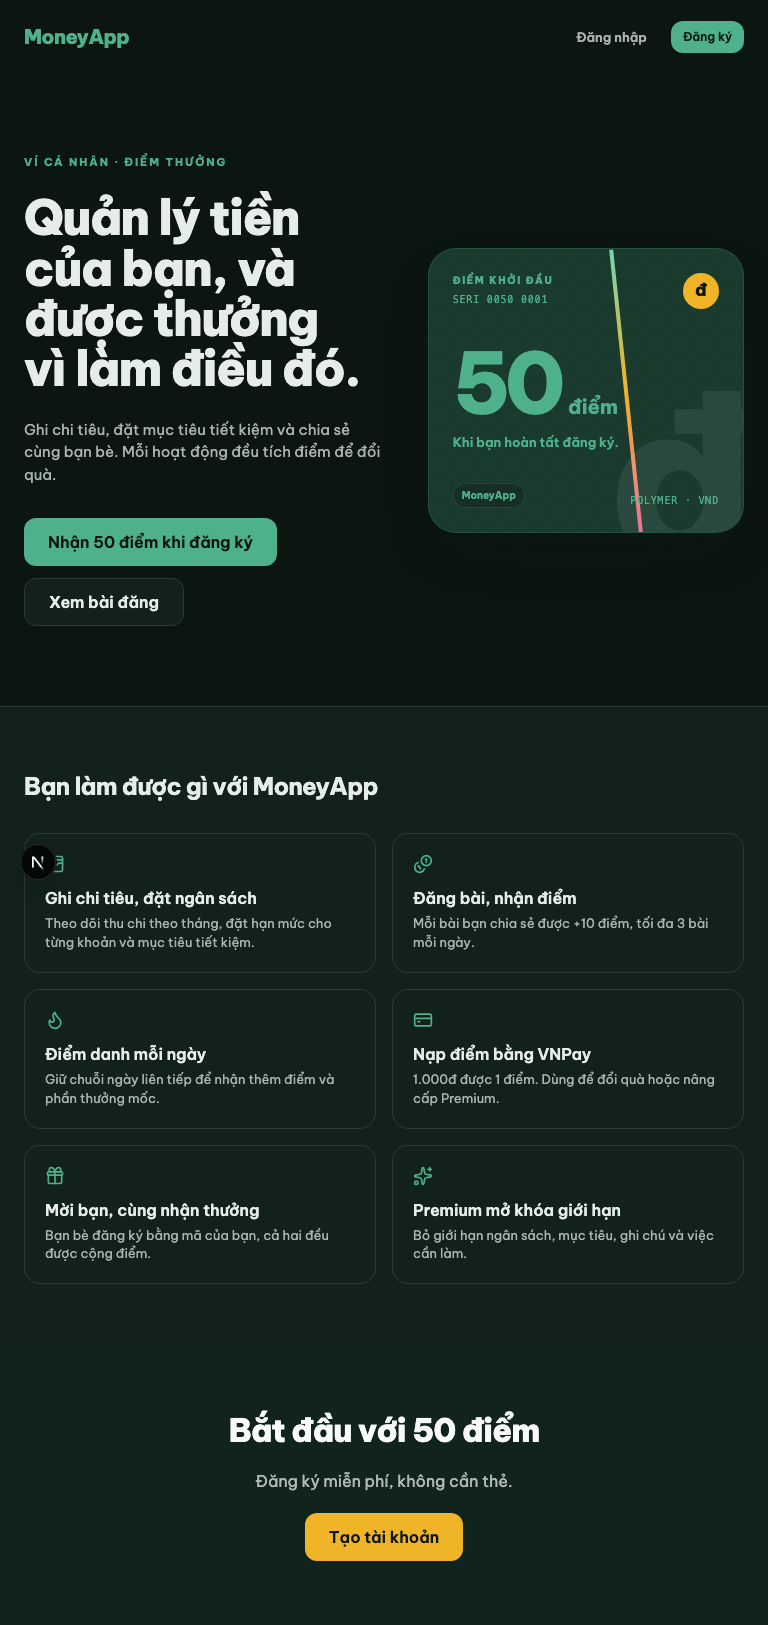 MoneyApp
Đăng nhập
Đăng ký
VÍ CÁ NHÂN · ĐIỂM THƯỞNG
Quản lý tiền
của bạn, và
được thưởng
vì làm điều đó.
Ghi chi tiêu, đặt mục tiêu tiết kiệm và chia sẻ
cùng bạn bè. Mỗi hoạt động đều tích điểm để đổi
quà.
Nhận 50 điểm khi đăng ký
Xem bài đăng
ĐIỂM KHỞI ĐẦU
SERI 0050 0001
đ
50 điểm
Khi bạn hoàn tất đăng ký.
đ
MoneyApp
POLYMER · VND
Bạn làm được gì với MoneyApp
N
Ghi chi tiêu, đặt ngân sách
Theo dõi thu chi theo tháng, đặt hạn mức cho
từng khoản và mục tiêu tiết kiệm.
Đăng bài, nhận điểm
Mỗi bài bạn chia sẻ được +10 điểm, tối đa 3 bài
mỗi ngày.
Điểm danh mỗi ngày
Giữ chuỗi ngày liên tiếp để nhận thêm điểm và
phần thưởng mốc.
Nạp điểm bằng VNPay
1.000đ được 1 điểm. Dùng để đổi quà hoặc nâng
cấp Premium.
Mời bạn, cùng nhận thưởng
Bạn bè đăng ký bằng mã của bạn, cả hai đều
được cộng điểm.
Premium mở khóa giới hạn
Bỏ giới hạn ngân sách, mục tiêu, ghi chú và việc
cần làm.
Bắt đầu với 50 điểm
Đăng ký miễn phí, không cần thẻ.
Tạo tài khoản